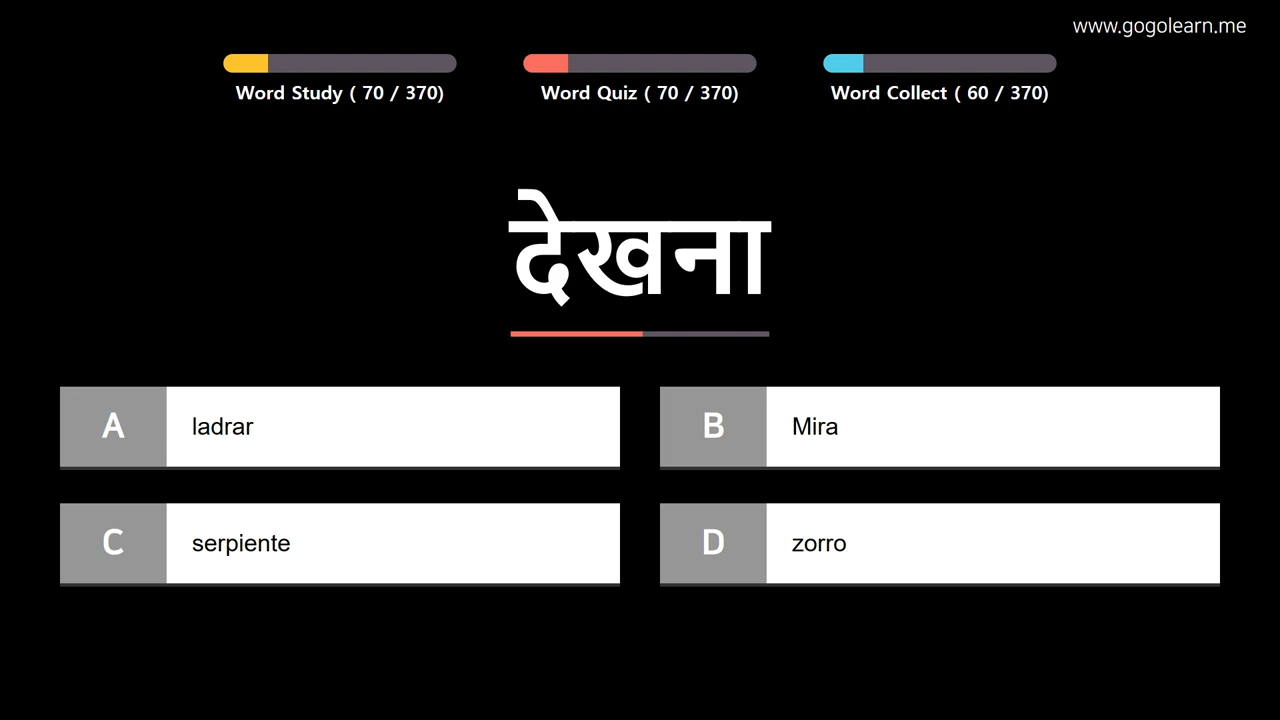 www.gogolearn.me
Word Study ( 70 / 370)
Word Quiz ( 70 / 370)
Word Collect ( 60 / 370)
देखना
A ladrar
B Mira
C serpiente
D zorro